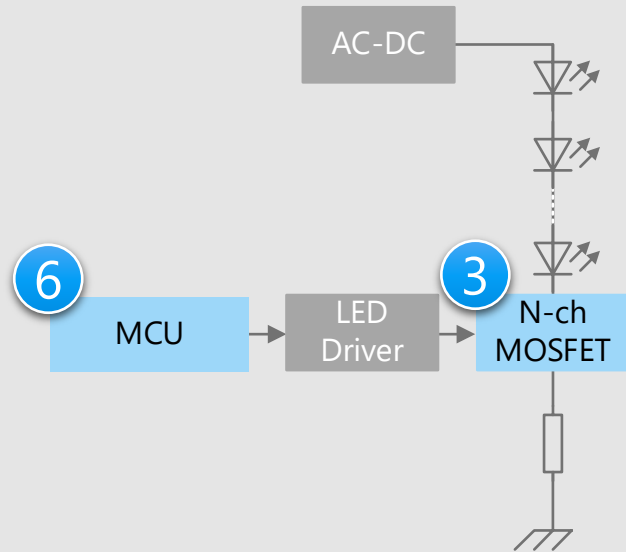 AC-DC
6
MCU
LED
Driver
3
N-ch
MOSFET